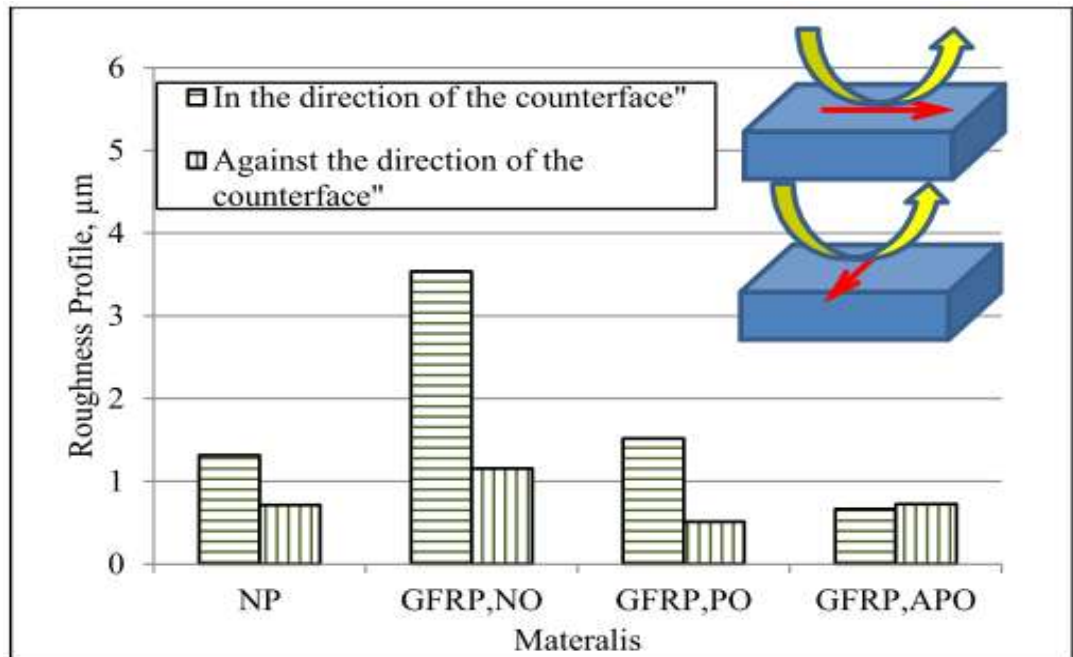 6
In the direction of the counterface"
5
Against the direction of the
counterface"
4
3
2
1
0
Roughness Profile, µm
NP GFRP,NO GFRP,PO GFRP,APO
Materalis